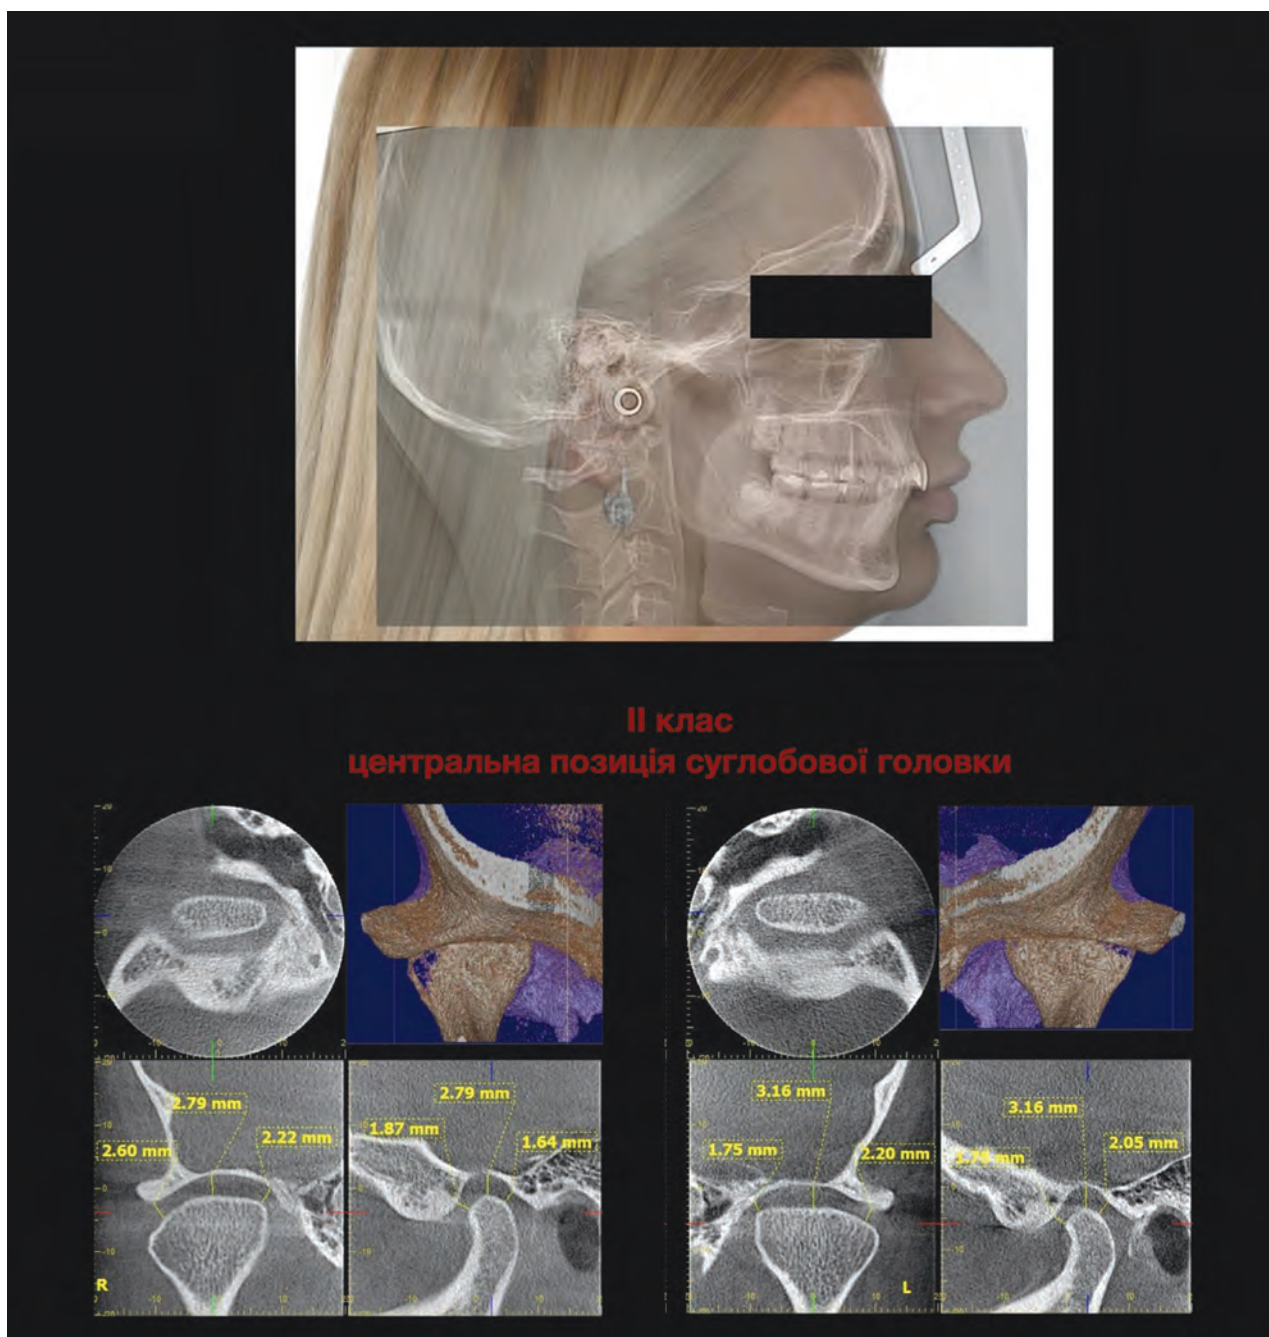 II клас
центральна позиція суглобової головки
2.79 mm
2.60 mm
2.22 mm
R
2.79 mm
1.87 mm
1.64 mm
3.16 mm
1.75 mm
2.20 mm
L
3.16 mm
2.05 mm